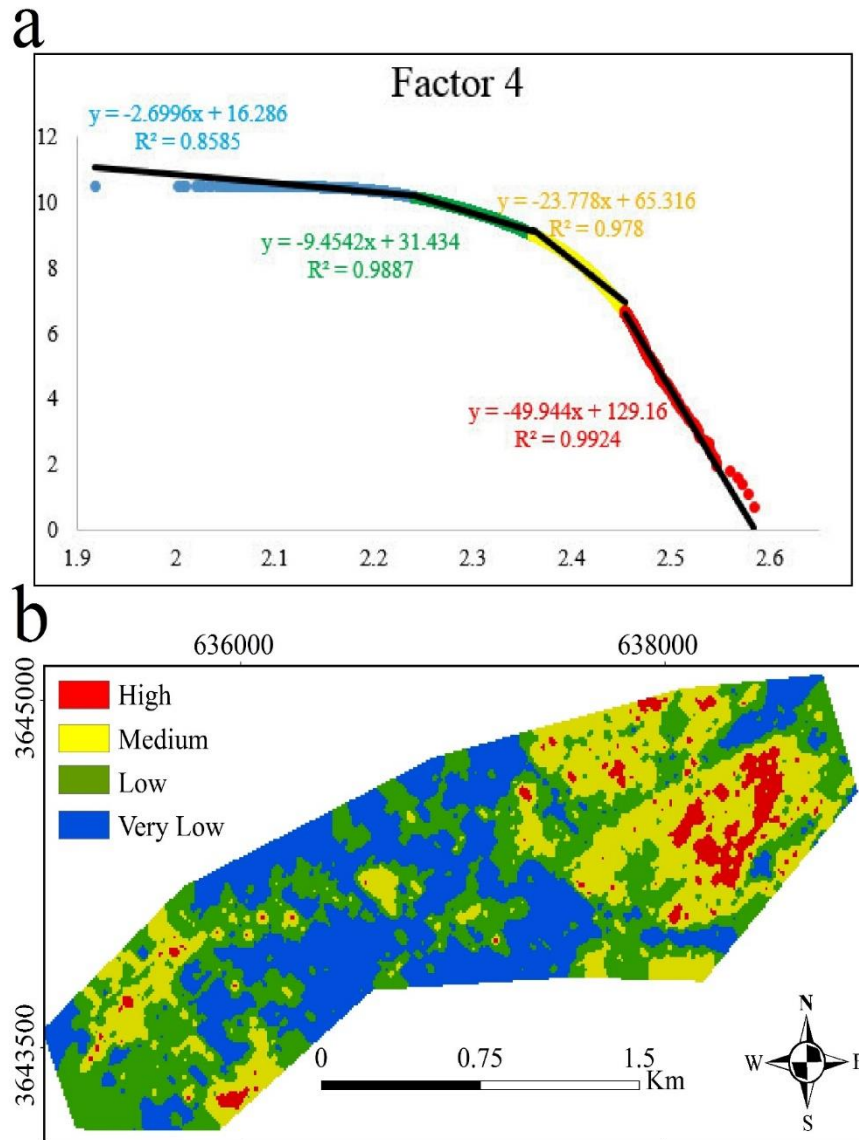 a
Factor 4
y = -2.6996x + 16.286
R² = 0.8585
y = -23.778x + 65.316
R² = 0.978
y = -9.4542x + 31.434
R² = 0.9887
y = -49.944x + 129.16
R² = 0.9924
12
10
8
6
4
2
0
1.9 2 2.1 2.2 2.3 2.4 2.5 2.6
b
636000 638000
3645000
3643500
High
Medium
Low
Very Low
0 0.75 1.5
Km
N
W E
S